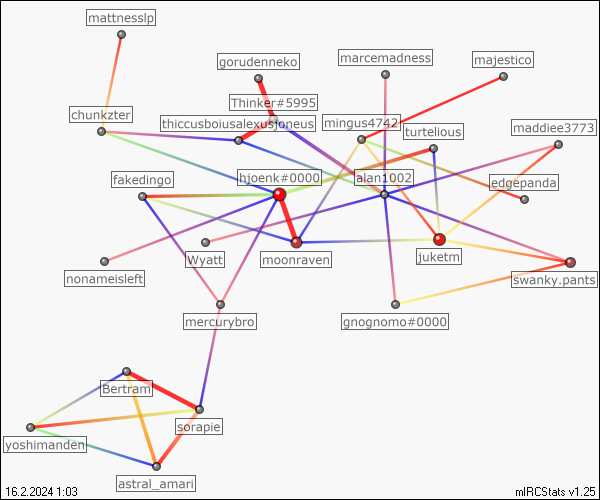 mattnesslp
gorudenneko
marcemadness
majestico
Thinker#5995
chunkzter
thiccusboiusalexusjoneus
mingus4742
turtelious
maddiee3773
fakedingo
hjoenk#0000
alan1002
edgepanda
nonameisleft
Wyatt
moonraven
juketm
swanky.pants
mercurybro
gnognomo#0000
Bertram
sorapie
yoshimanden
astral_amari
16.2.2024 1:03
mIRCStats v1.25